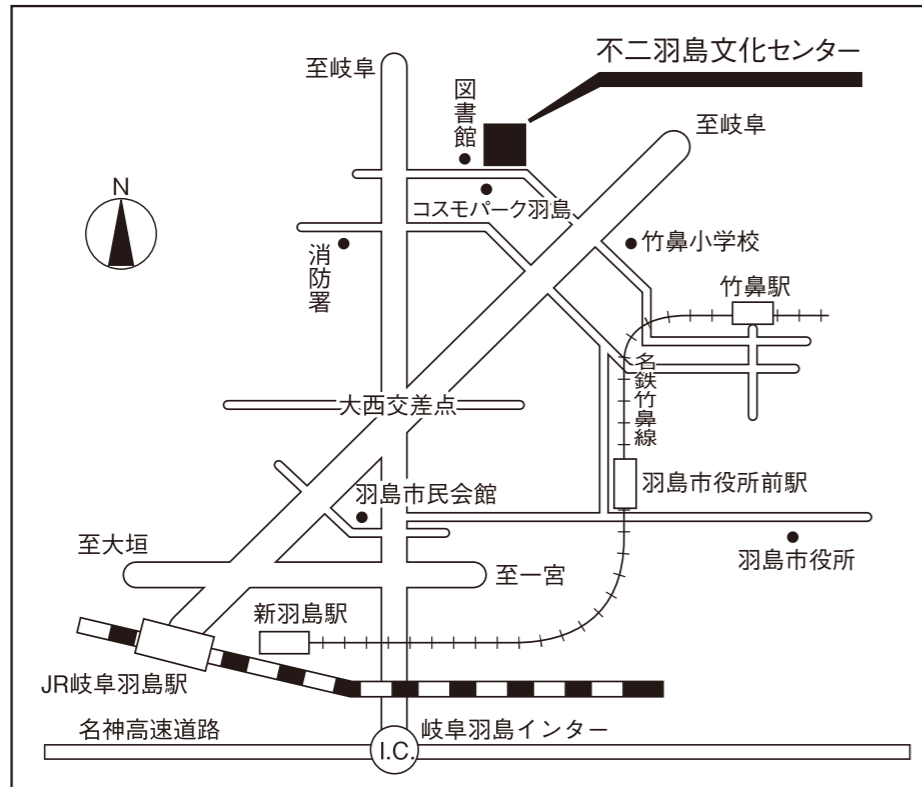 不二羽島文化センター
至岐阜
図書館
至岐阜
N
コスモパーク羽島
消防署
竹鼻小学校
竹鼻駅
名鉄竹鼻線
大西交差点
羽島市民会館
羽島市役所前駅
至大垣
至一宮
羽島市役所
新羽島駅
JR岐阜羽島駅
名神高速道路
岐阜羽島インター
I.C.